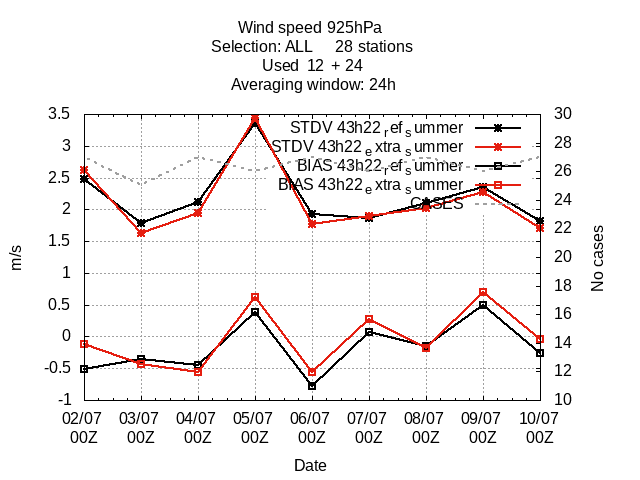 Wind speed 925hPa
Selection: ALL 28 stations
Used 12 + 24
Averaging window: 24h
3.5
3
2.5
2
1.5
1
0.5
0
-0.5
-1
m/s
30
28
26
24
22
20
18
16
14
12
10
No cases
STDV 43h22_ref_summer
STDV 43h22_extra_summer
BIAS 43h22_ref_summer
BIAS 43h22_extra_summer
CASES
02/07 03/07 04/07 05/07 06/07 07/07 08/07 09/07 10/07
00Z 00Z 00Z 00Z 00Z 00Z 00Z 00Z 00Z
Date